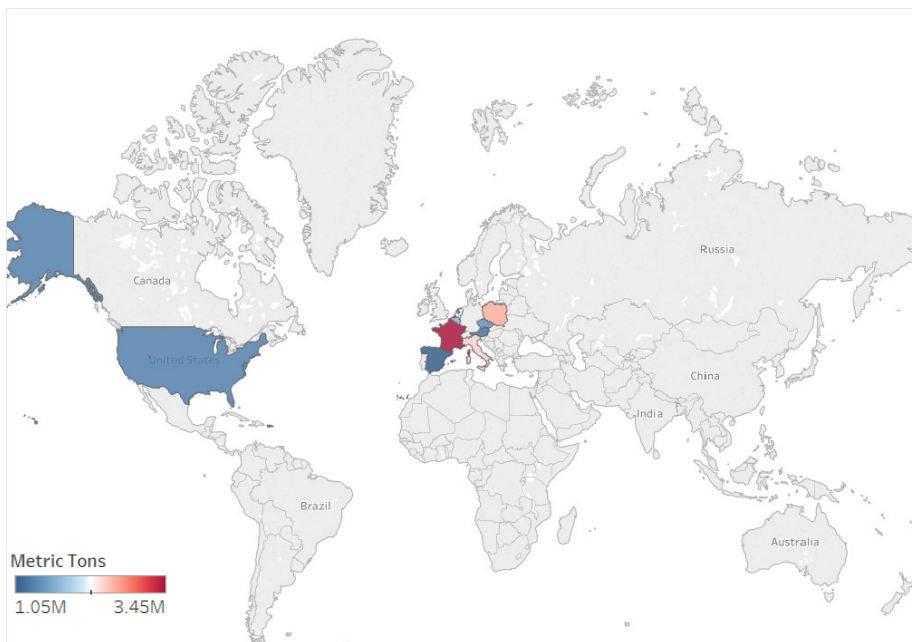 Russia
Canada
United States
China
India
Brazil
Australia
Metric Tons
1.05M 3.45M